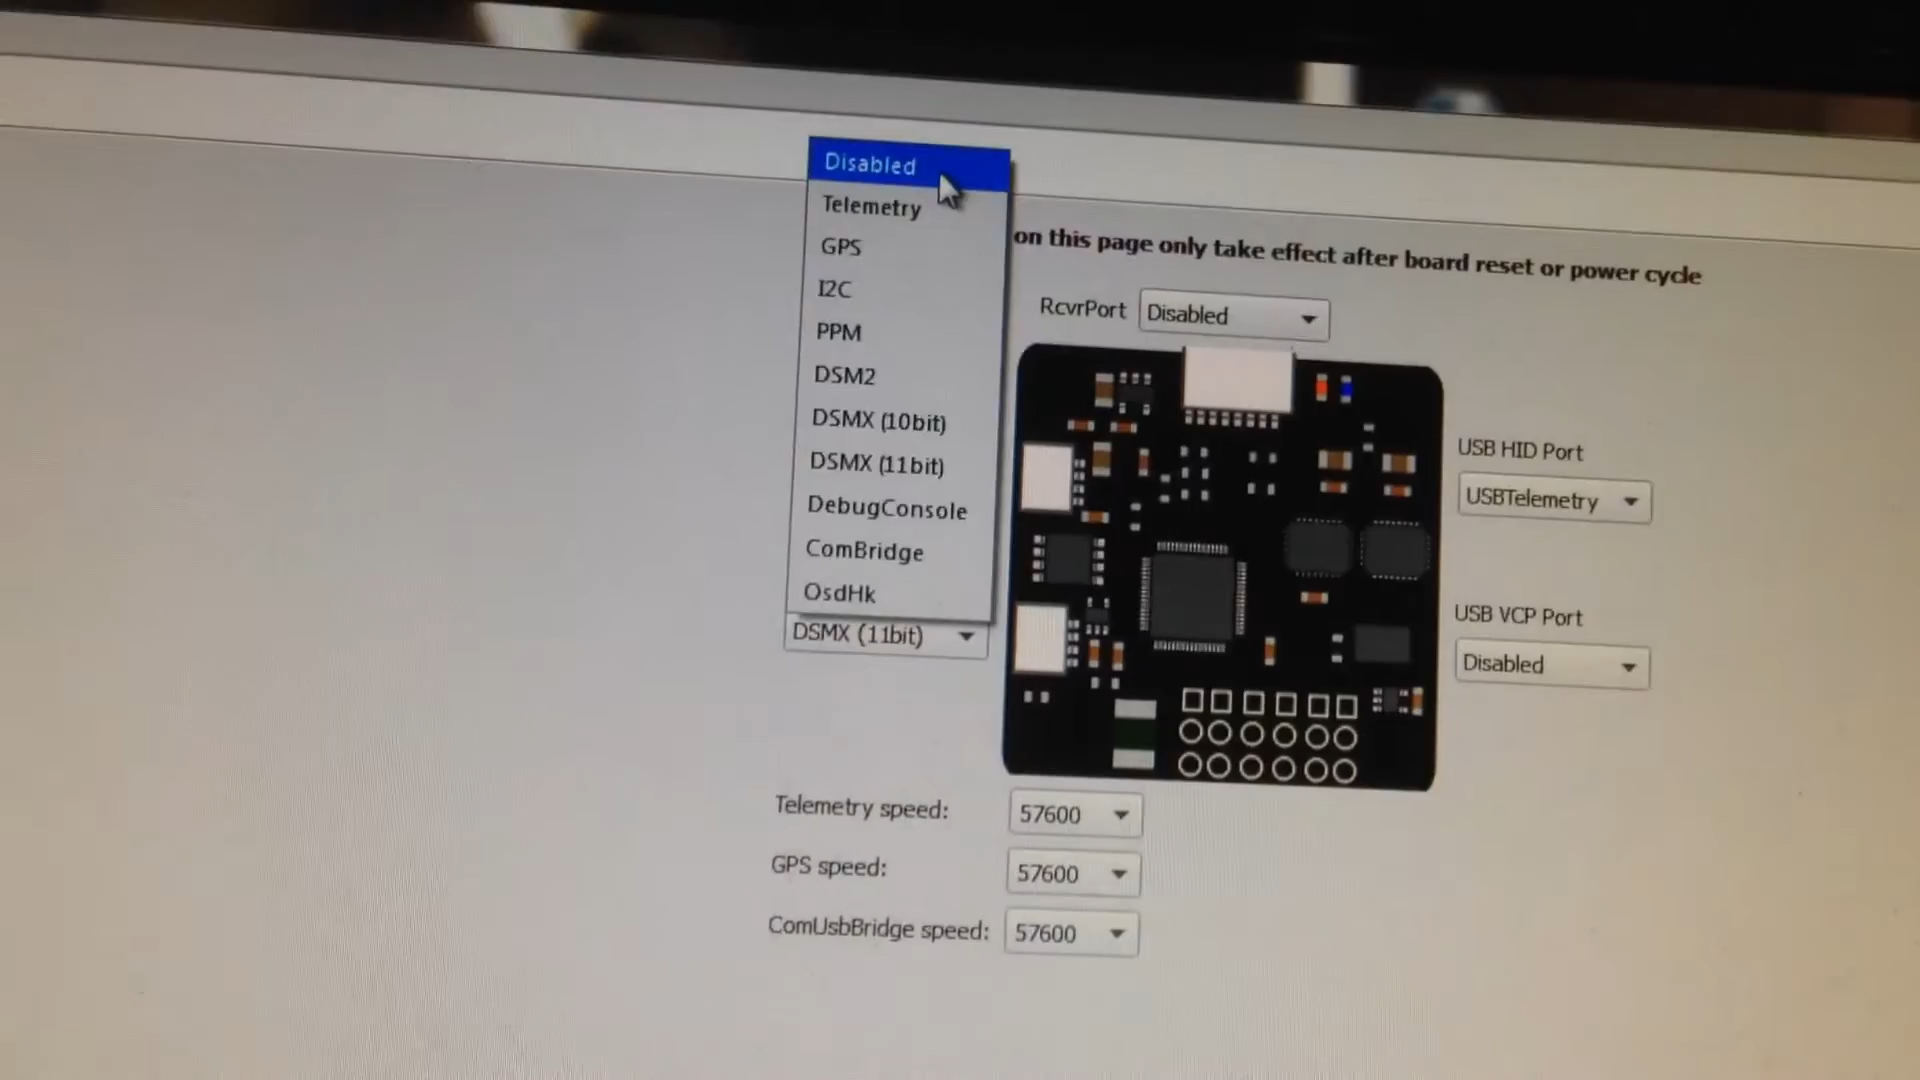 Disabled
Telemetry
GPS
I2C
PPM
DSM2
DSMX (10bit)
DSMX (11bit)
DebugConsole
ComBridge
OsdHk
DSMX (11bit)
on this page only take effect after board reset or power cycle
RcvrPort Disabled
USB HID Port
USBTelemetry
USB VCP Port
Disabled
Telemetry speed: 57600
GPS speed: 57600
ComUsbBridge speed: 57600